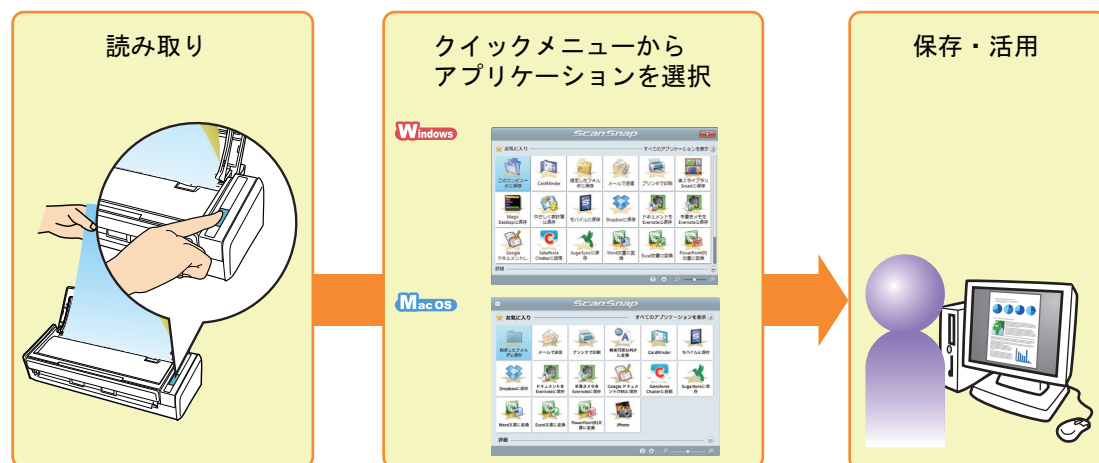 読み取り
クイックメニューから
アプリケーションを選択
保存・活用
Windows
ScanSnap
お気に入り
すべてのアプリケーションを表示
このコンピュータに保存
CardMinder
指定したフォルダに保存
メールで送信
プリンタで印刷
楽2ライブラリ Smartに保存
Magic Desktopに保存
やさしく家計簿に保存
モバイルに保存
Dropboxに保存
ドキュメントを Evernoteに保存
手書きメモを Evernoteに保存
Google ドキュメント(...
Salesforce Chatterに投稿
SugarSyncに保存
Word文書に変換
Excel文書に変換
PowerPoint(R)文書に変換
詳細
Mac OS
ScanSnap
お気に入り
すべてのアプリケーションを表示
指定したフォルダに保存
メールで送信
プリンタで印刷
検索可能なPDFに変換
CardMinder
モバイルに保存
Dropboxに保存
ドキュメントを Evernoteに保存
手書きメモを Evernoteに保存
Google ドキュメント(TM)に保存
Salesforce Chatterに投稿
SugarSyncに保存
Word文書に変換
Excel文書に変換
PowerPoint(R)文書に変換
iPhoto
詳細